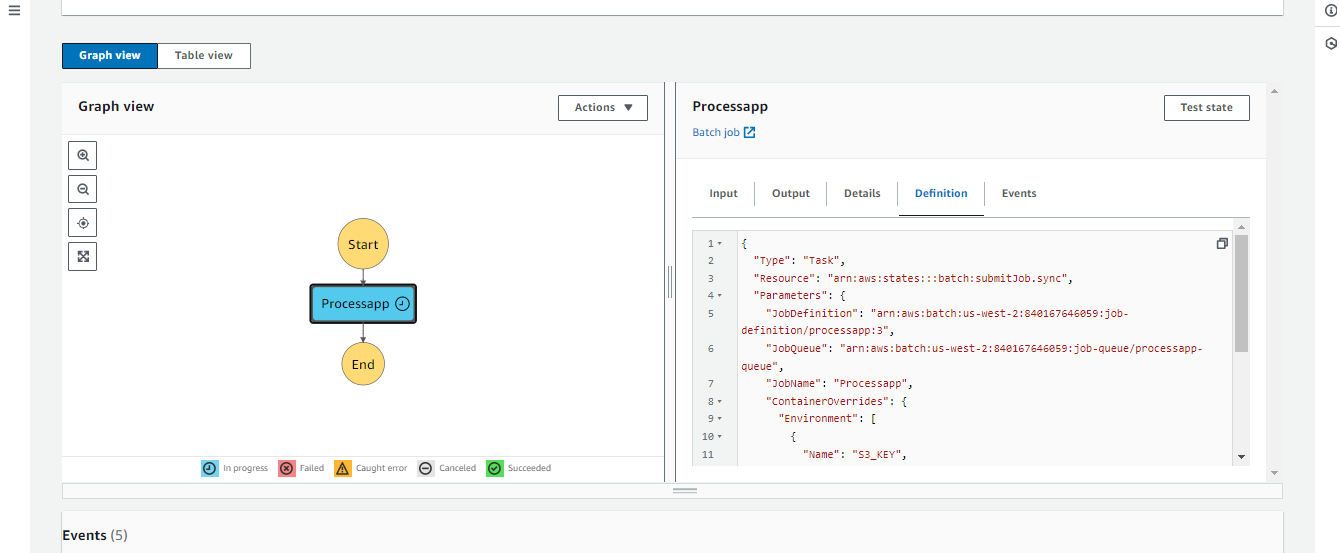 Graph view
Table view
Graph view
Actions
Start
Processapp
End
In progress
Failed
Caught error
Canceled
Succeeded
Processapp
Test state
Batch job
Input
Output
Details
Definition
Events
1 {
2 "Type": "Task",
3 "Resource": "arn:aws:states:::batch:submitJob.sync",
4 "Parameters": {
5 "JobDefinition": "arn:aws:batch:us-west-2:840167646059:job-
definition/processapp:3",
6 "JobQueue": "arn:aws:batch:us-west-2:840167646059:job-queue/processapp-
queue",
7 "JobName": "Processapp",
8 "ContainerOverrides": {
9 "Environment": [
10 {
11 "Name": "S3_KEY",
Events (5)